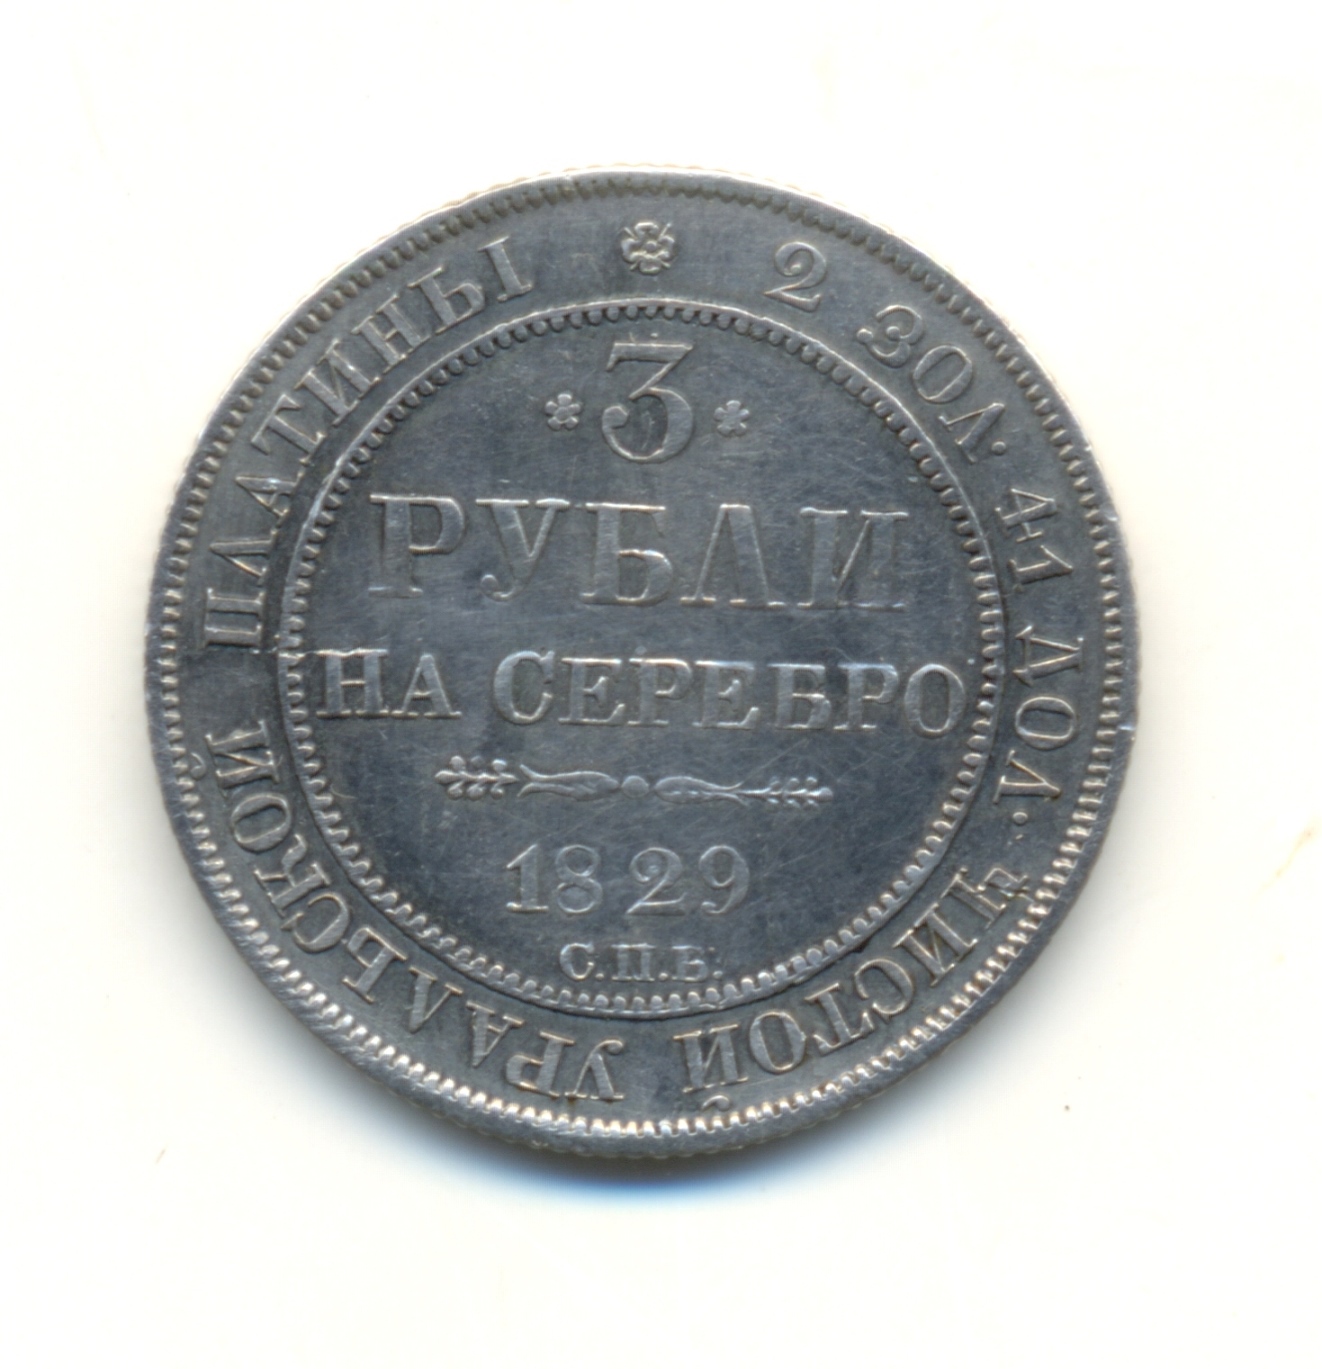 2 ЗОЛ. 41 ДОЛ. ЧИСТОЙ УРАЛЬСКОЙ ПЛАТИНЫ
3
РУБЛИ
НА СЕРЕБРО
1829
С.П.Б.